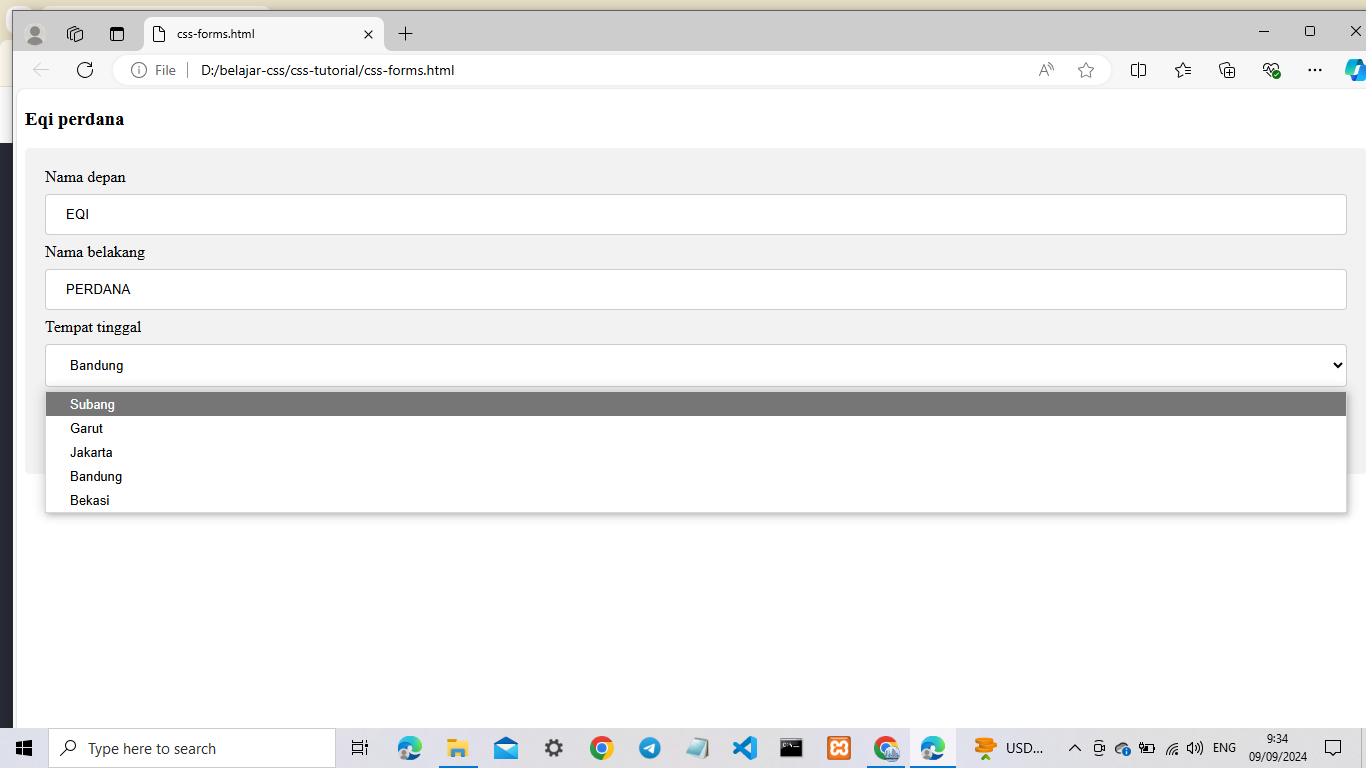 css-forms.html
File
D:/belajar-css/css-tutorial/css-forms.html
Eqi perdana
Nama depan
EQI
Nama belakang
PERDANA
Tempat tinggal
Bandung
Subang
Garut
Jakarta
Bandung
Bekasi
Type here to search
USD...
ENG
9:34
09/09/2024